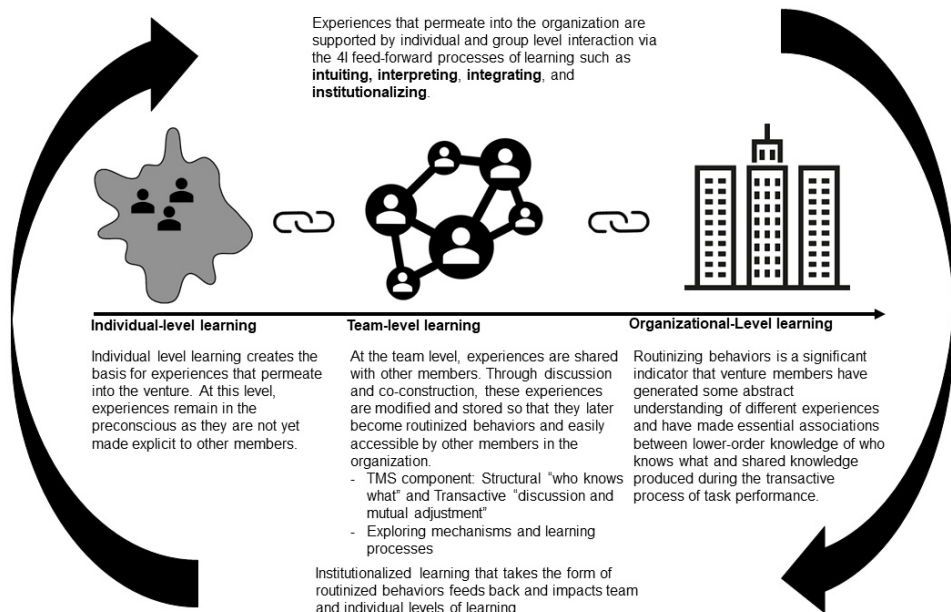 Experiences that permeate into the organization are
supported by individual and group level interaction via
the 4I feed-forward processes of learning such as
intuiting, interpreting, integrating, and
institutionalizing.
Individual-level learning
Individual level learning creates the
basis for experiences that permeate
into the venture. At this level,
experiences remain in the
preconscious as they are not yet
made explicit to other members.
Team-level learning
At the team level, experiences are shared
with other members. Through discussion
and co-construction, these experiences
are modified and stored so that they later
become routinized behaviors and easily
accessible by other members in the
organization.
- TMS component: Structural “who knows
what” and Transactive “discussion and
mutual adjustment”
- Exploring mechanisms and learning
processes
Organizational-Level learning
Routinizing behaviors is a significant
indicator that venture members have
generated some abstract
understanding of different experiences
and have made essential associations
between lower-order knowledge of who
knows what and shared knowledge
produced during the transactive
process of task performance.
Institutionalized learning that takes the form of
routinized behaviors feeds back and impacts team
and individual levels of learning